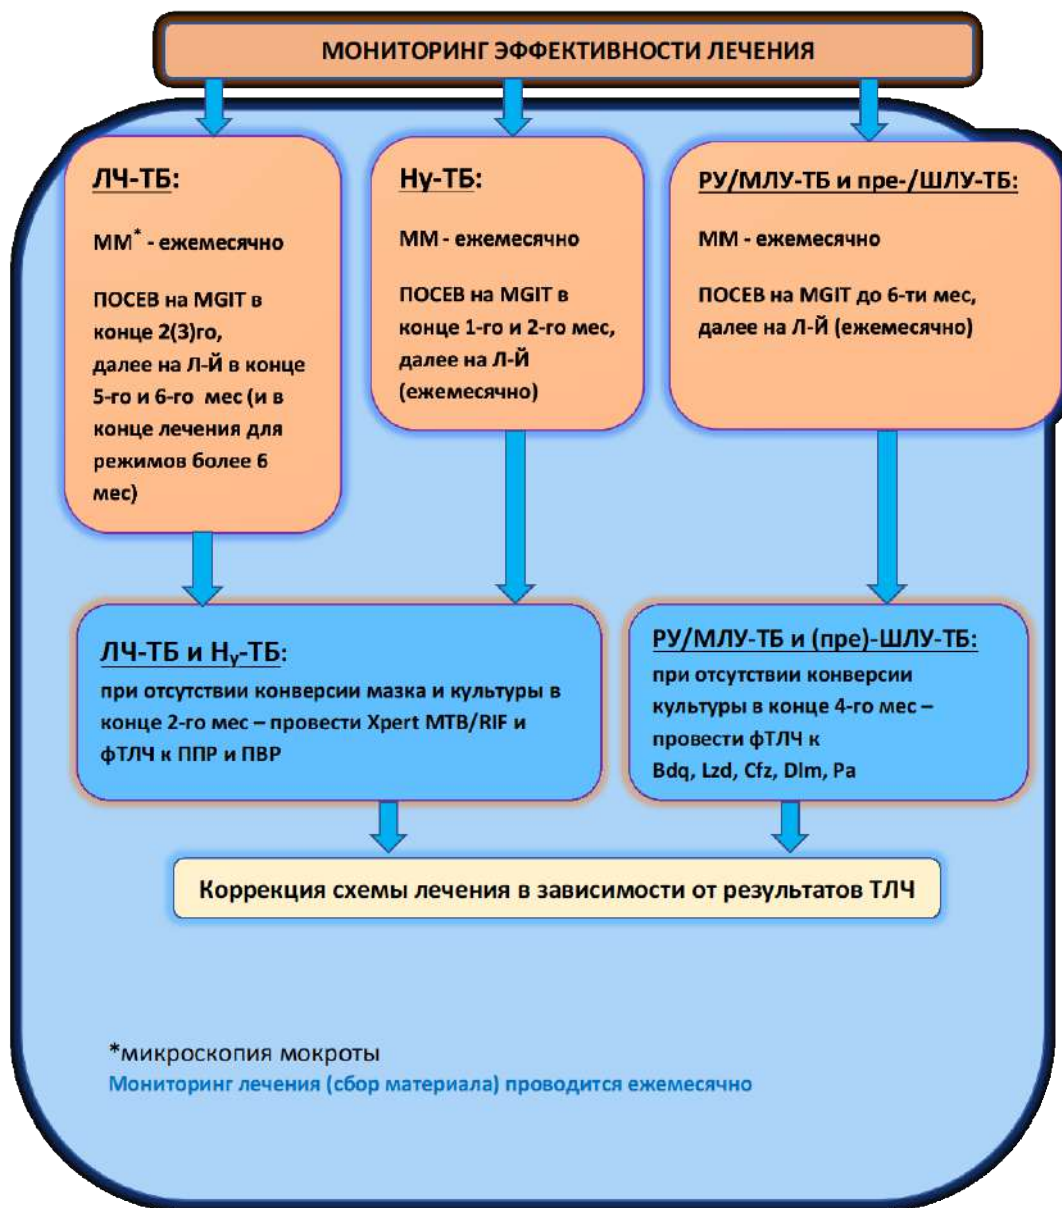 МОНИТОРИНГ ЭФФЕКТИВНОСТИ ЛЕЧЕНИЯ
ЛЧ-ТБ:
ММ* - ежемесячно
ПОСЕВ на MGIT в
конце 2(3)го,
далее на Л-Й в конце
5-го и 6-го мес (и в
конце лечения для
режимов более 6
мес)
Ну-ТБ:
ММ - ежемесячно
ПОСЕВ на MGIT в
конце 1-го и 2-го мес,
далее на Л-Й
(ежемесячно)
РУ/МЛУ-ТБ и пре-/ШЛУ-ТБ:
ММ - ежемесячно
ПОСЕВ на MGIT до 6-ти мес,
далее на Л-Й (ежемесячно)
ЛЧ-ТБ и Ну-ТБ:
при отсутствии конверсии мазка и культуры в
конце 2-го мес – провести Xpert MTB/RIF и
фТЛЧ к ППР и ПВР
РУ/МЛУ-ТБ и (пре)-ШЛУ-ТБ:
при отсутствии конверсии
культуры в конце 4-го мес –
провести фТЛЧ к
Bdq, Lzd, Cfz, Dlm, Pa
Коррекция схемы лечения в зависимости от результатов ТЛЧ
*микроскопия мокроты
Мониторинг лечения (сбор материала) проводится ежемесячно